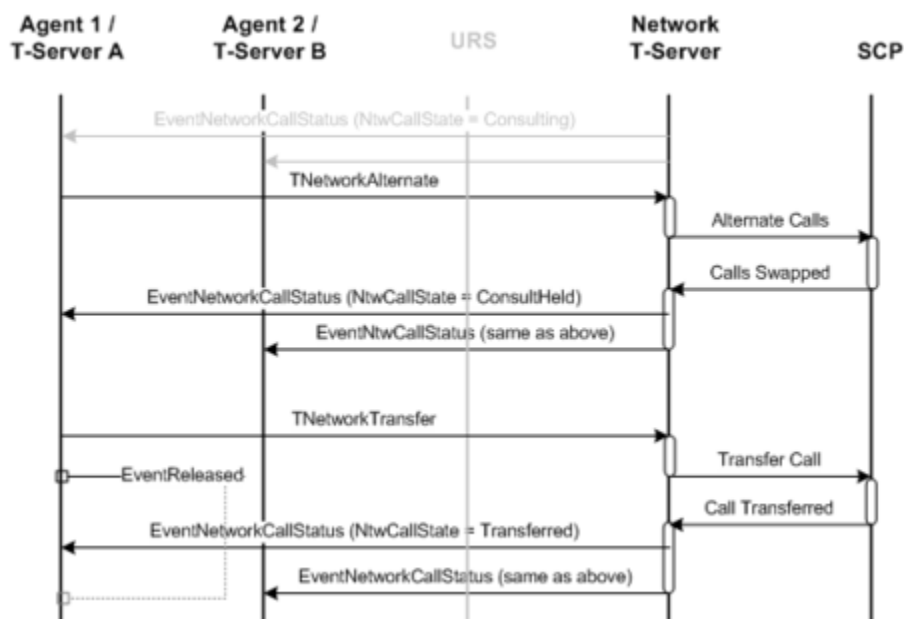 Agent 1 /
T-Server A
Agent 2 /
T-Server B
URS
Network
T-Server
SCP
EventNetworkCallStatus (NtwCallState = Consulting)
TNetworkAlternate
Alternate Calls
Calls Swapped
EventNetworkCallStatus (NtwCallState = ConsultHeld)
EventNtwCallStatus (same as above)
TNetworkTransfer
EventReleased
Transfer Call
Call Transferred
EventNetworkCallStatus (NtwCallState = Transferred)
EventNetworkCallStatus (same as above)